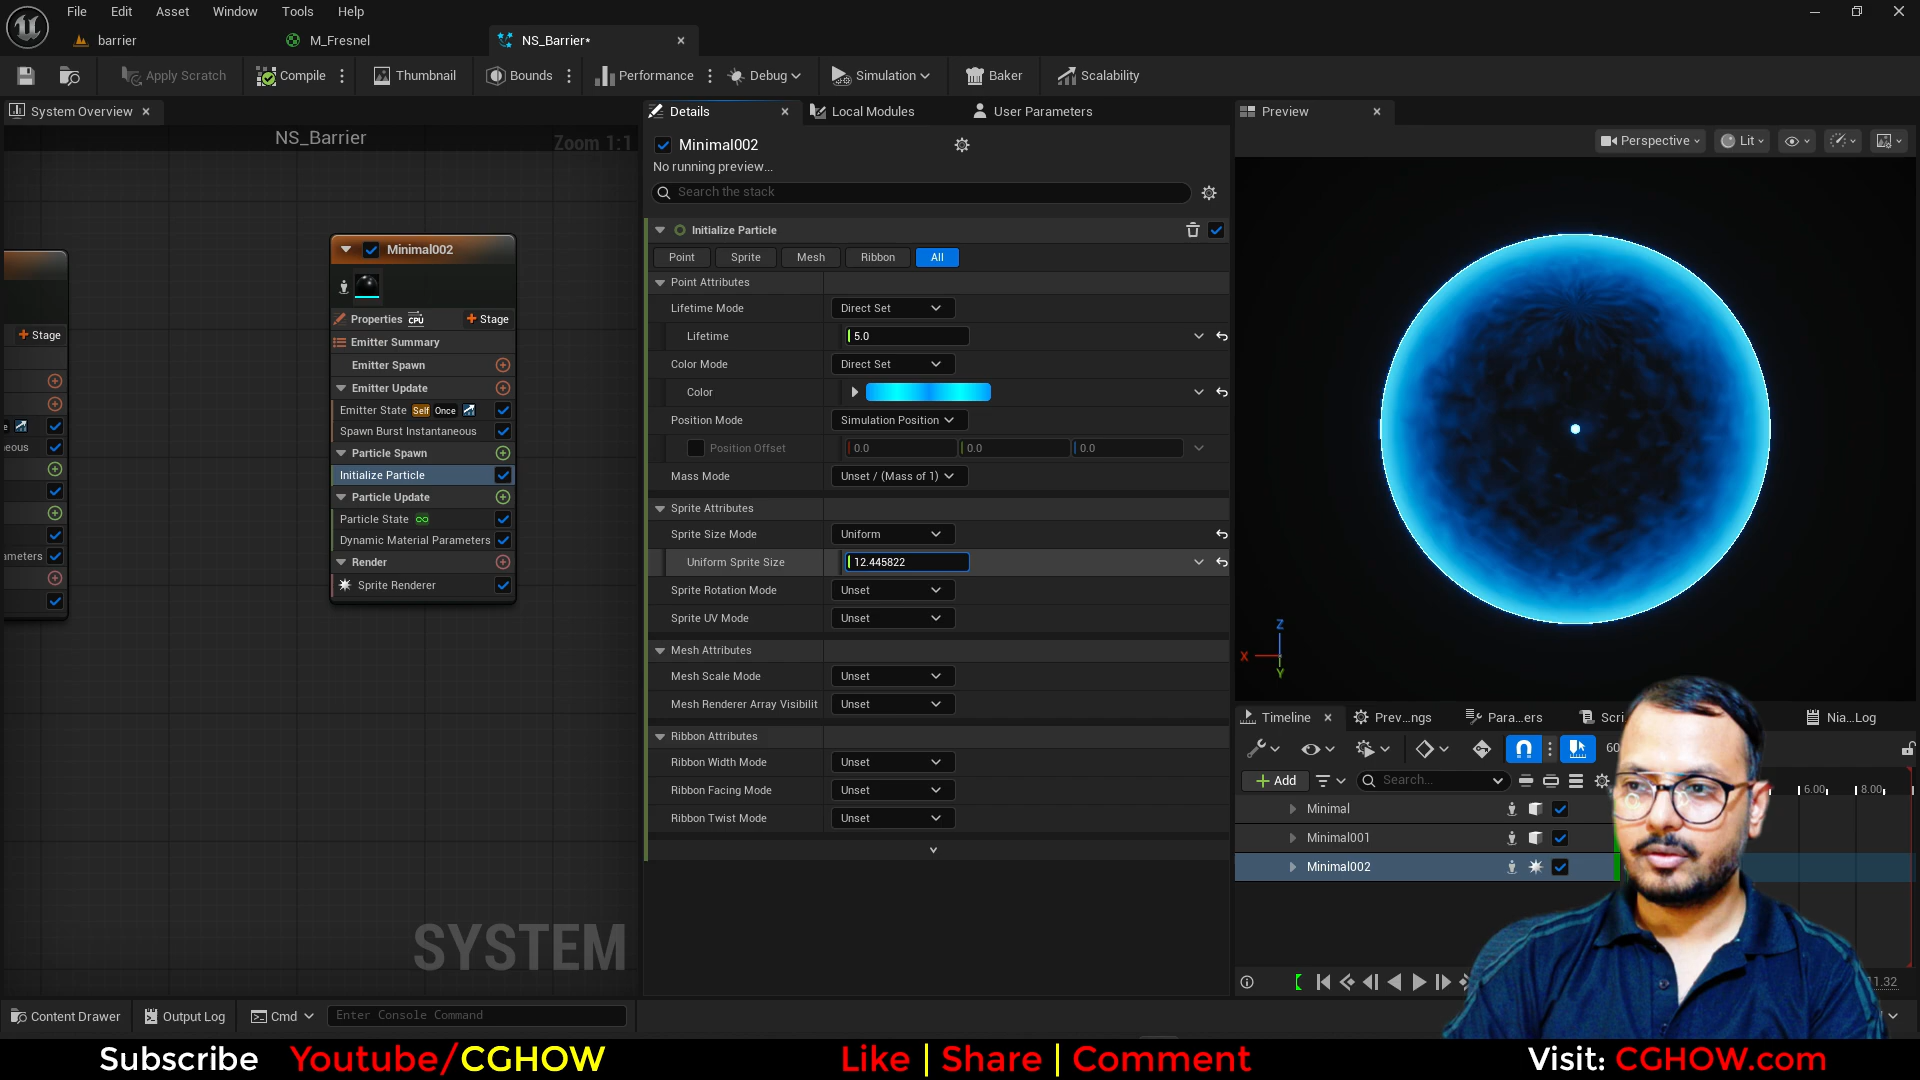 File Edit Asset Window Tools Help
barrier
M_Fresnel
NS_Barrier*
Apply Scratch
Compile
Thumbnail
Bounds
Performance
Debug
Simulation
Baker
Scalability
System Overview
NS_Barrier
Zoom 1:1
Stage
eous
ameters
Minimal002
Properties CPU
Stage
Emitter Summary
Emitter Spawn
Emitter Update
Emitter State Self Once
Spawn Burst Instantaneous
Particle Spawn
Initialize Particle
Particle Update
Particle State
Dynamic Material Parameters
Render
Sprite Renderer
SYSTEM
Details
Local Modules
User Parameters
Minimal002
No running preview...
Search the stack
Initialize Particle
Point Sprite Mesh Ribbon All
Point Attributes
Lifetime Mode Direct Set
Lifetime 5.0
Color Mode Direct Set
Color
Position Mode Simulation Position
Position Offset 0.0 0.0 0.0
Mass Mode Unset / (Mass of 1)
Sprite Attributes
Sprite Size Mode Uniform
Uniform Sprite Size 12.445822
Sprite Rotation Mode Unset
Sprite UV Mode Unset
Mesh Attributes
Mesh Scale Mode Unset
Mesh Renderer Array Visibilit Unset
Ribbon Attributes
Ribbon Width Mode Unset
Ribbon Facing Mode Unset
Ribbon Twist Mode Unset
Preview
Perspective
Lit
Z
X
Y
Timeline
Prev...ngs
Para...ers
Scri
Nia...Log
60
Add
Search...
6.00
8.00
Minimal
Minimal001
Minimal002
11.32
Content Drawer
Output Log
Cmd
Enter Console Command
Subscribe Youtube/CGHOW
Like | Share | Comment
Visit: CGHOW.com